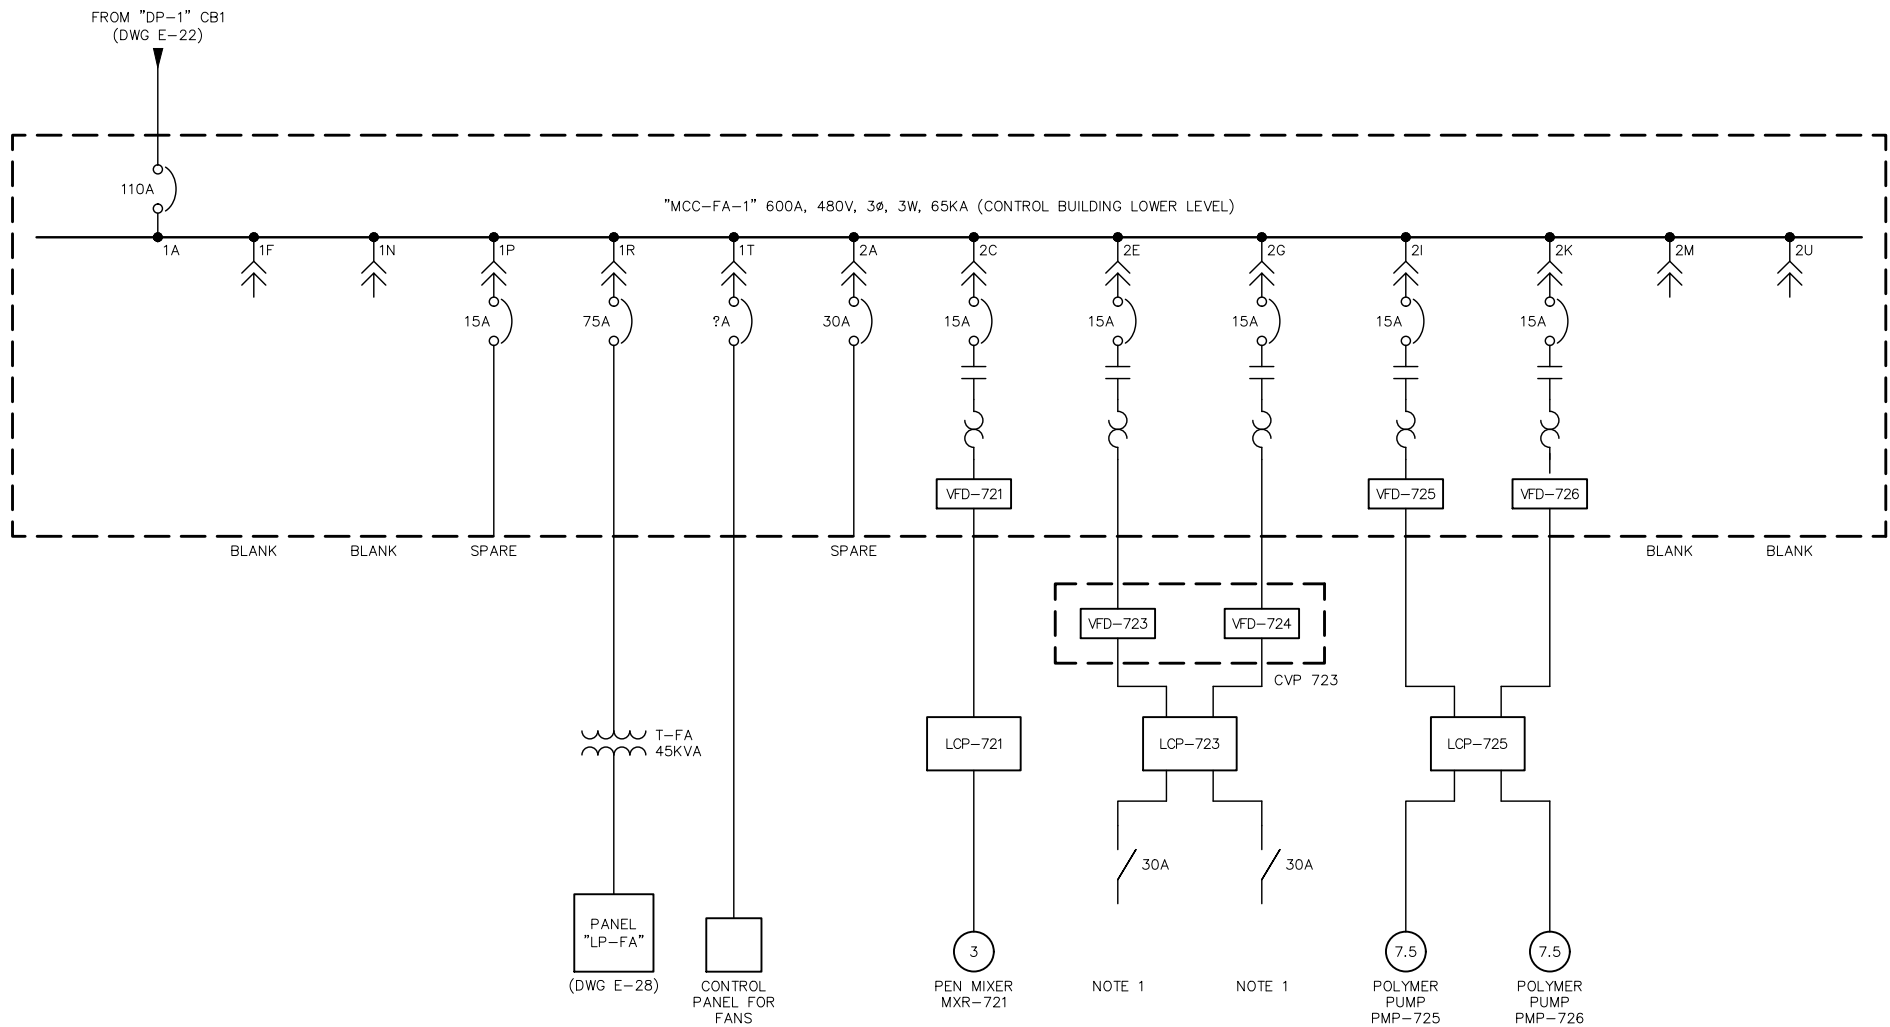 FROM "DP-1" CB1
(DWG E-22)
110A
"MCC-FA-1" 600A, 480V, 3ø, 3W, 65KA (CONTROL BUILDING LOWER LEVEL)
1A
1F
1N
1P
1R
1T
2A
2C
2E
2G
2I
2K
2M
2U
15A
75A
?A
30A
15A
15A
15A
15A
15A
VFD-721
VFD-725
VFD-726
BLANK
BLANK
SPARE
SPARE
BLANK
BLANK
VFD-723
VFD-724
CVP 723
T-FA
45KVA
LCP-721
LCP-723
LCP-725
30A
30A
PANEL
"LP-FA"
(DWG E-28)
CONTROL
PANEL FOR
FANS
3
PEN MIXER
MXR-721
NOTE 1
NOTE 1
7.5
POLYMER
PUMP
PMP-725
7.5
POLYMER
PUMP
PMP-726